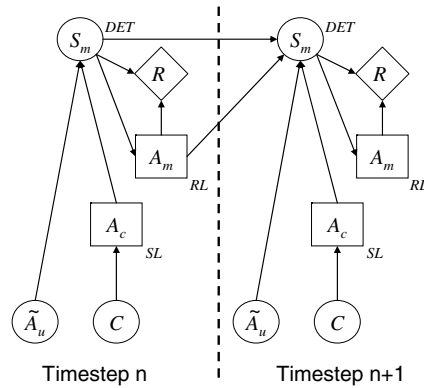 S_m DET S_m DET
R R
A_m RL A_m RL
A_c SL A_c SL
Ã_u C Ã_u C
Timestep n Timestep n+1